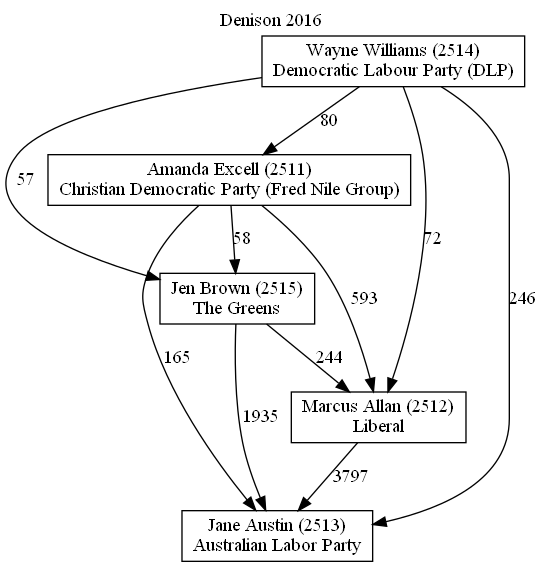 Denison 2016
Wayne Williams (2514)
Democratic Labour Party (DLP)
80
Amanda Excell (2511)
Christian Democratic Party (Fred Nile Group)
57
58
72
Jen Brown (2515)
The Greens
593
246
165
244
Marcus Allan (2512)
Liberal
1935
3797
Jane Austin (2513)
Australian Labor Party